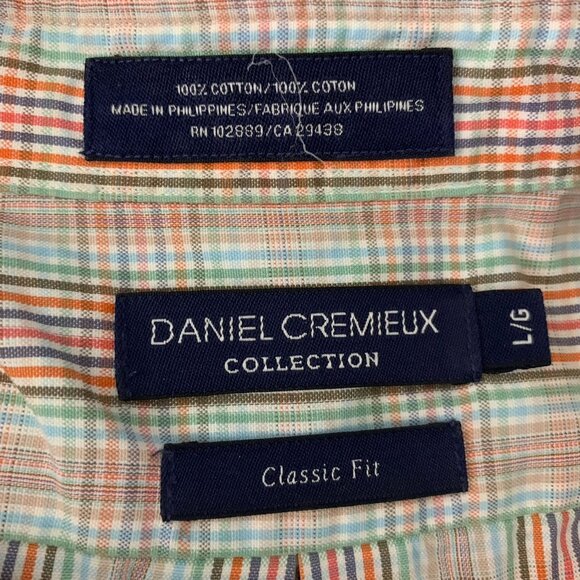 100% COTTON/100% COTON
MADE IN PHILIPPINES/FABRIQUE AUX PHILIPINES
RN 102889/CA 29438
DANIEL CREMIEUX
COLLECTION
L/G
Classic Fit